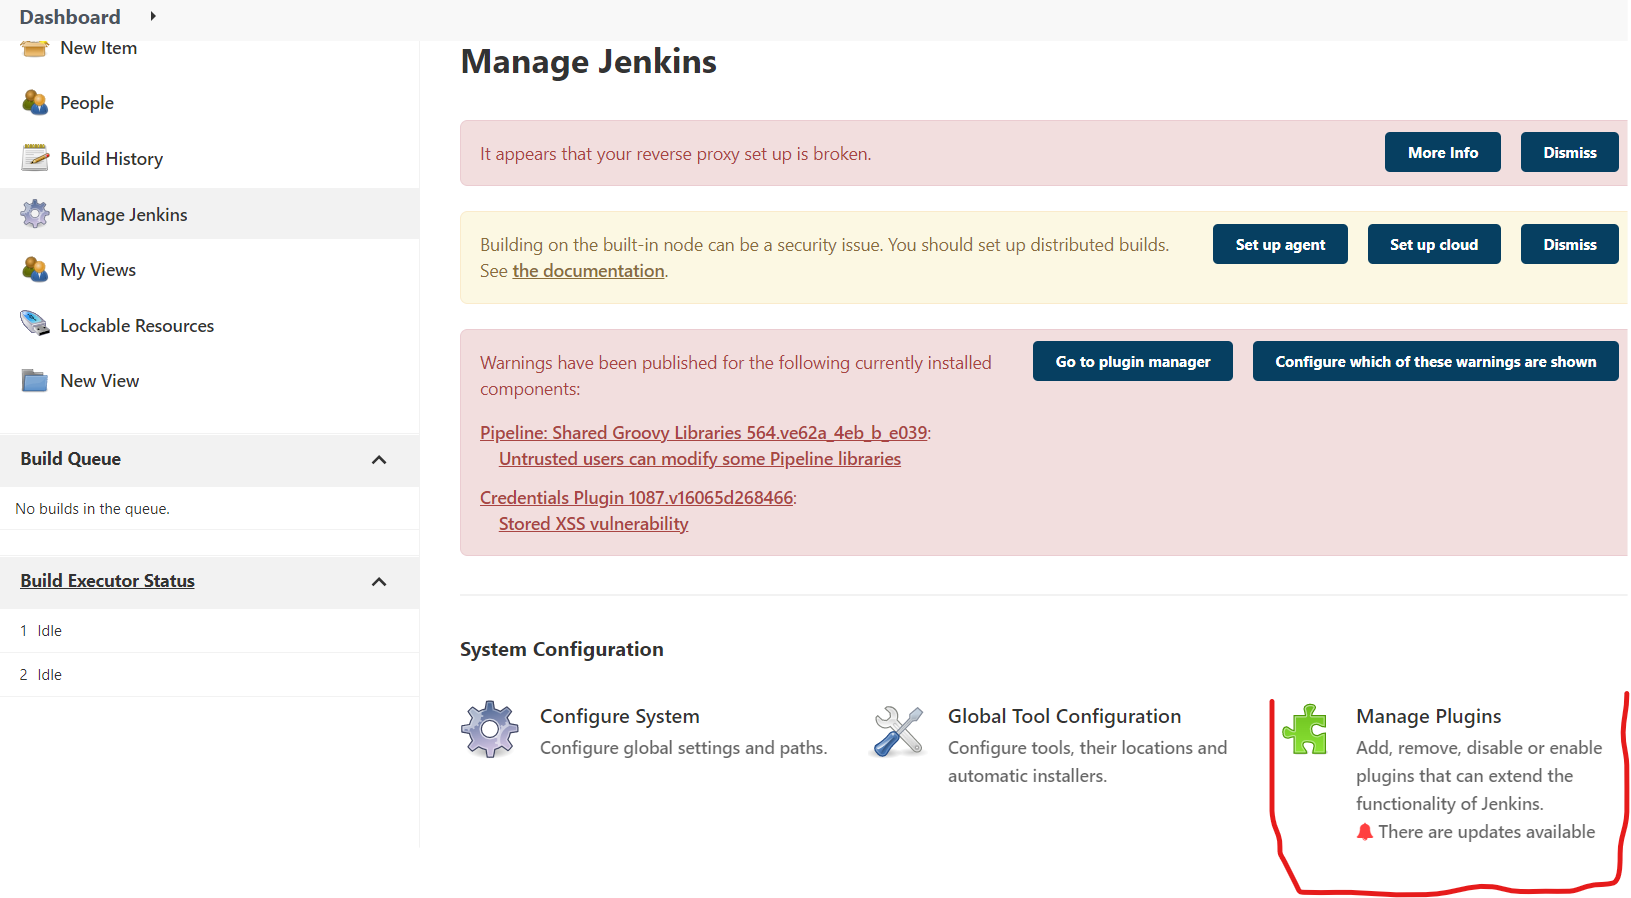 Dashboard
New Item
People
Build History
Manage Jenkins
My Views
Lockable Resources
New View
Build Queue
No builds in the queue.
Build Executor Status
1 Idle
2 Idle
Manage Jenkins
It appears that your reverse proxy set up is broken.
More Info
Dismiss
Building on the built-in node can be a security issue. You should set up distributed builds.
See the documentation.
Set up agent
Set up cloud
Dismiss
Warnings have been published for the following currently installed
components:
Go to plugin manager
Configure which of these warnings are shown
Pipeline: Shared Groovy Libraries 564.ve62a_4eb_b_e039:
Untrusted users can modify some Pipeline libraries
Credentials Plugin 1087.v16065d268466:
Stored XSS vulnerability
System Configuration
Configure System
Configure global settings and paths.
Global Tool Configuration
Configure tools, their locations and
automatic installers.
Manage Plugins
Add, remove, disable or enable
plugins that can extend the
functionality of Jenkins.
There are updates available